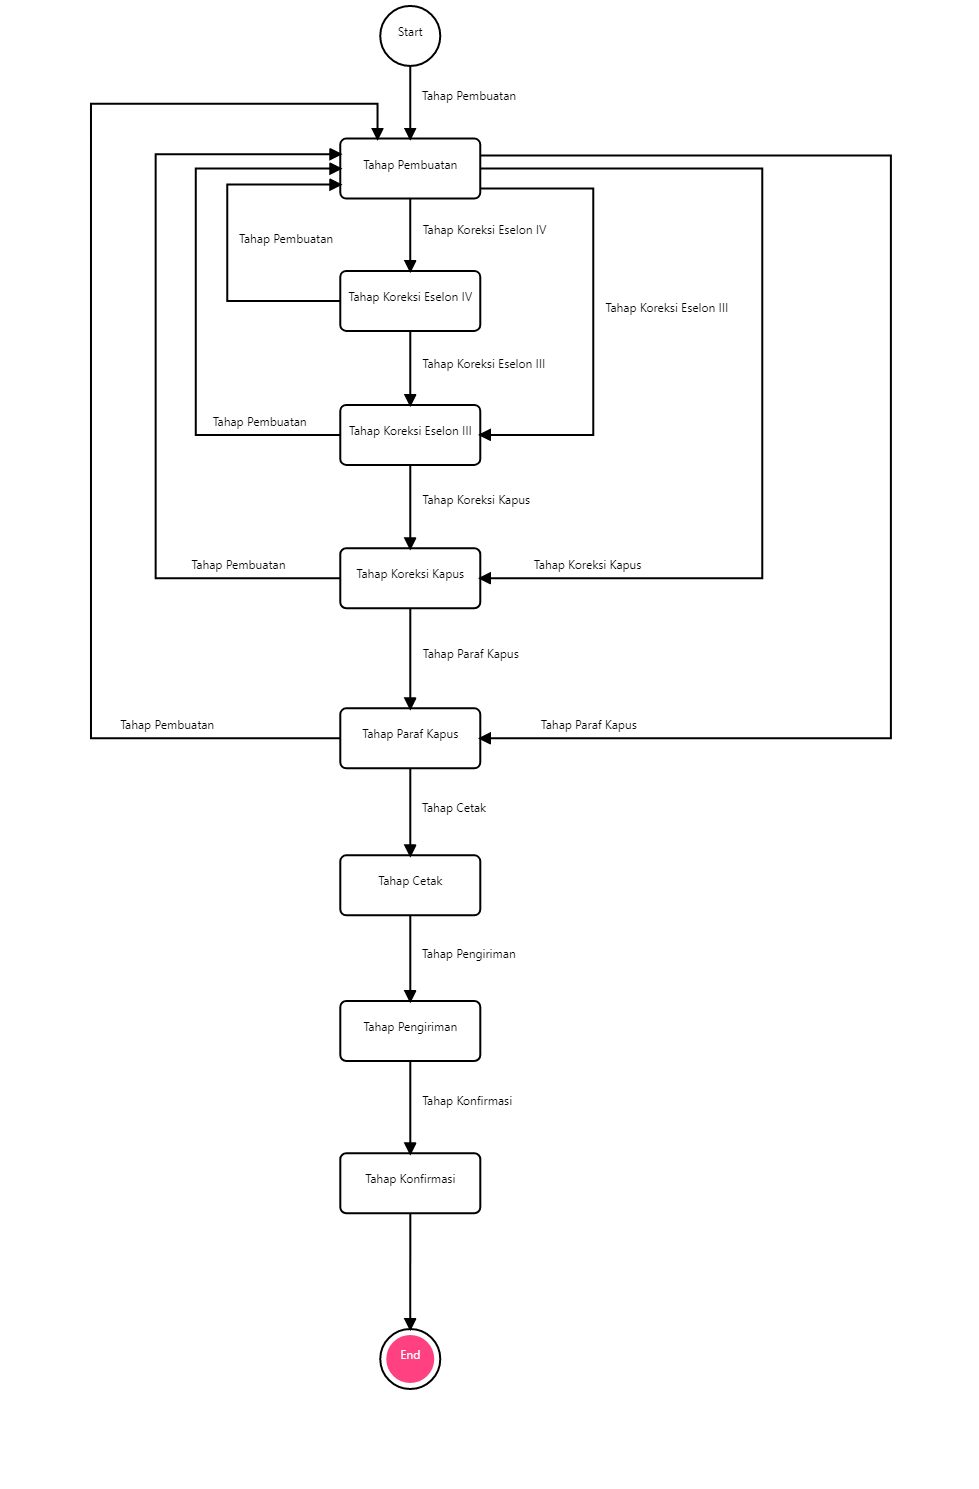 Start
Tahap Pembuatan
Tahap Pembuatan
Tahap Koreksi Eselon IV
Tahap Pembuatan
Tahap Koreksi Eselon IV
Tahap Koreksi Eselon III
Tahap Koreksi Eselon III
Tahap Pembuatan
Tahap Koreksi Eselon III
Tahap Koreksi Kapus
Tahap Pembuatan
Tahap Koreksi Kapus
Tahap Koreksi Kapus
Tahap Paraf Kapus
Tahap Pembuatan
Tahap Paraf Kapus
Tahap Paraf Kapus
Tahap Cetak
Tahap Cetak
Tahap Pengiriman
Tahap Pengiriman
Tahap Konfirmasi
Tahap Konfirmasi
End